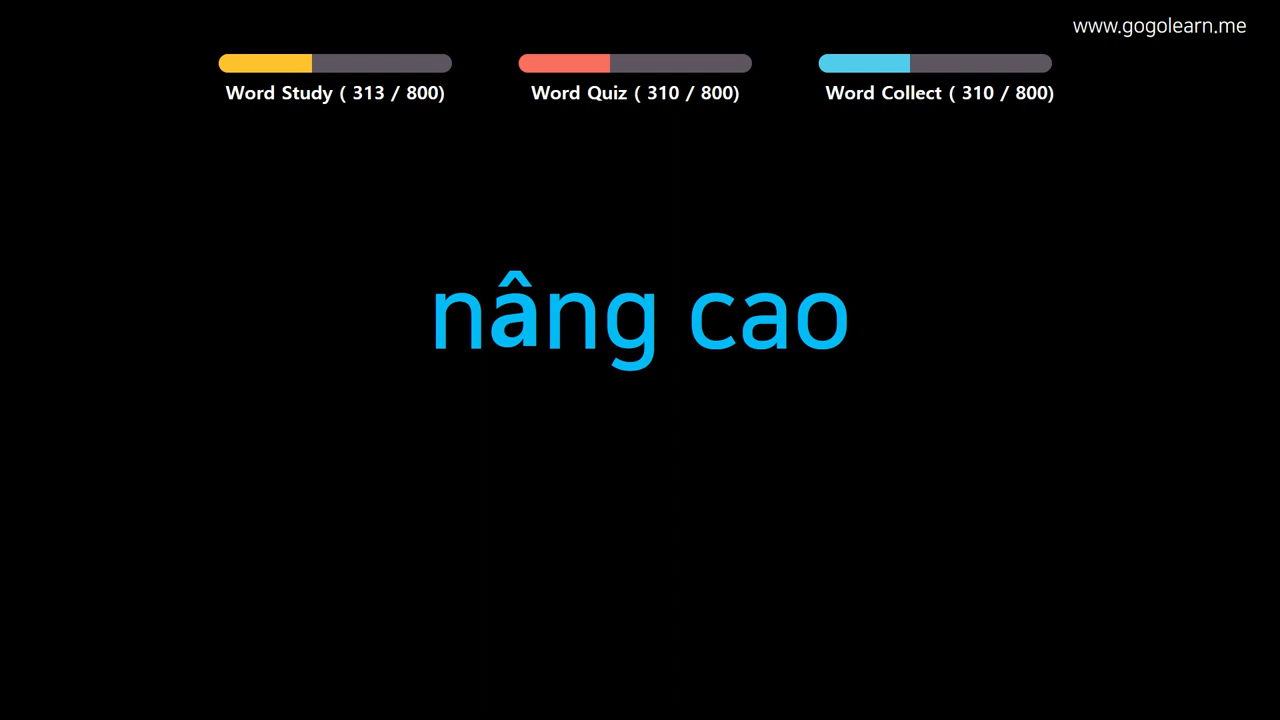 www.gogolearn.me
Word Study ( 313 / 800)
Word Quiz ( 310 / 800)
Word Collect ( 310 / 800)
nâng cao